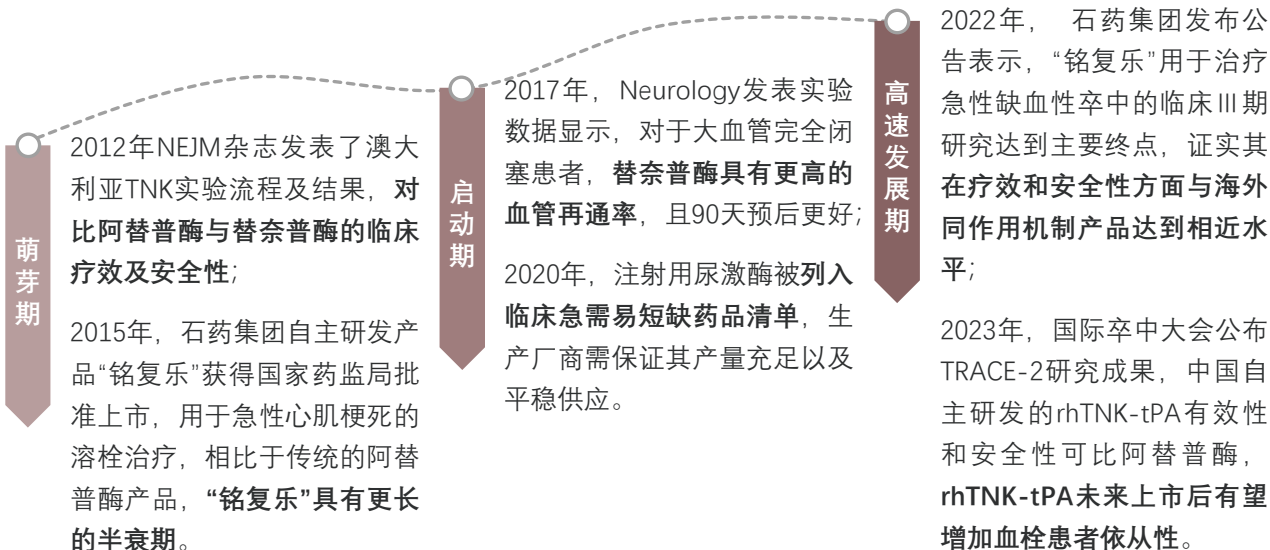 萌芽期
2012年NEJM杂志发表了澳大
利亚TNK实验流程及结果，对
比阿替普酶与替奈普酶的临床
疗效及安全性；
2015年，石药集团自主研发产
品“铭复乐”获得国家药监局批
准上市，用于急性心肌梗死的
溶栓治疗，相比于传统的阿替
普酶产品，“铭复乐”具有更长
的半衰期。
启动期
2017年，Neurology发表实验
数据显示，对于大血管完全闭
塞患者，替奈普酶具有更高的
血管再通率，且90天预后更好；
2020年，注射用尿激酶被列入
临床急需易短缺药品清单，生
产厂商需保证其产量充足以及
平稳供应。
高速发展期
2022年， 石药集团发布公
告表示，“铭复乐”用于治疗
急性缺血性卒中的临床Ⅲ期
研究达到主要终点，证实其
在疗效和安全性方面与海外
同作用机制产品达到相近水
平；
2023年，国际卒中大会公布
TRACE-2研究成果，中国自
主研发的rhTNK-tPA有效性
和安全性可比阿替普酶，
rhTNK-tPA未来上市后有望
增加血栓患者依从性。